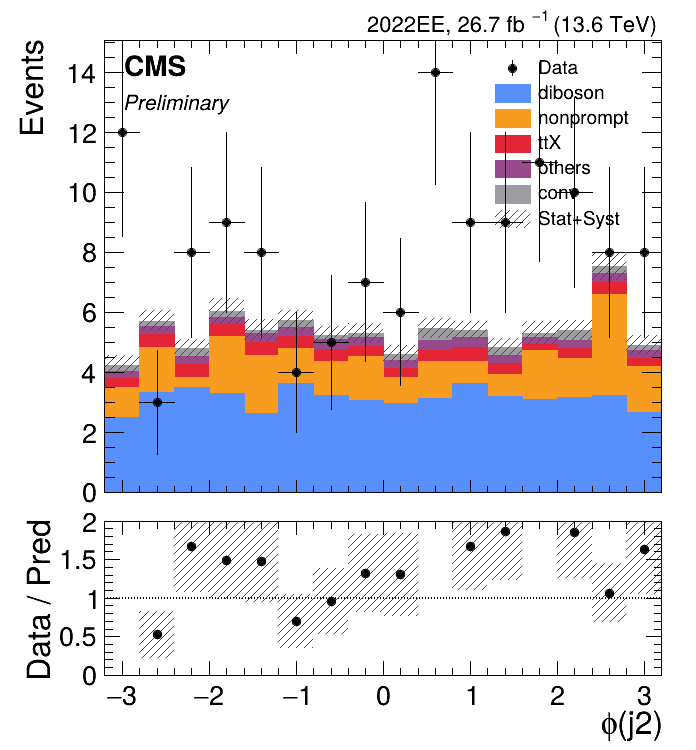 2022EE, 26.7 fb⁻¹ (13.6 TeV)
Events
CMS
Preliminary
Data
diboson
nonprompt
ttX
others
conv
Stat+Syst
14
12
10
8
6
4
2
0
Data / Pred
2
1.5
1
0.5
0
−3 −2 −1 0 1 2 3
ϕ(j2)